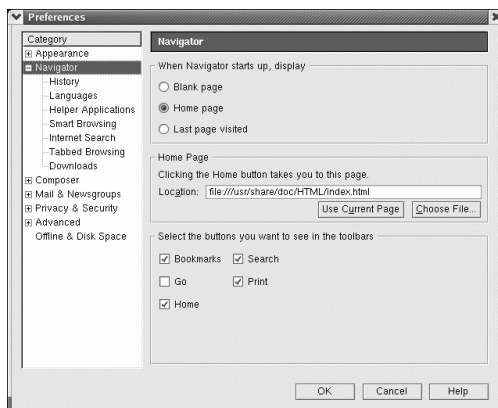 Preferences
Category
Appearance
Navigator
History
Languages
Helper Applications
Smart Browsing
Internet Search
Tabbed Browsing
Downloads
Composer
Mail & Newsgroups
Privacy & Security
Advanced
Offline & Disk Space
Navigator
When Navigator starts up, display
Blank page
Home page
Last page visited
Home Page
Clicking the Home button takes you to this page.
Location: file:///usr/share/doc/HTML/index.html
Use Current Page Choose File...
Select the buttons you want to see in the toolbars
Bookmarks Search
Go Print
Home
OK Cancel Help